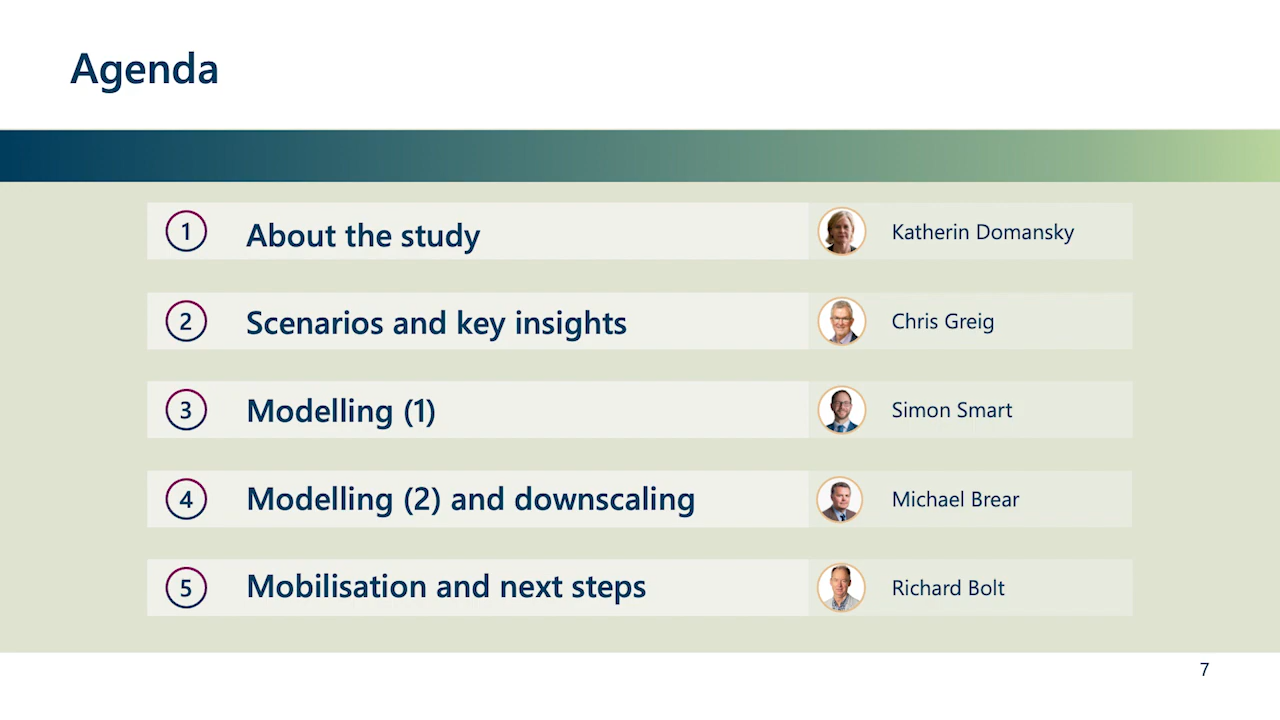 Agenda
1 About the study Katherin Domansky
2 Scenarios and key insights Chris Greig
3 Modelling (1) Simon Smart
4 Modelling (2) and downscaling Michael Brear
5 Mobilisation and next steps Richard Bolt
7